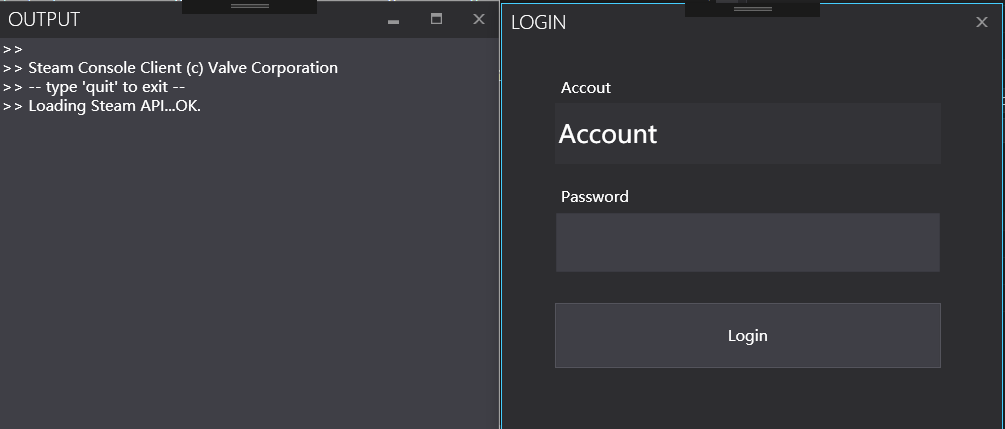 OUTPUT
>>
>> Steam Console Client (c) Valve Corporation
>> -- type 'quit' to exit --
>> Loading Steam API...OK.
LOGIN
Accout
Account
Password
Login